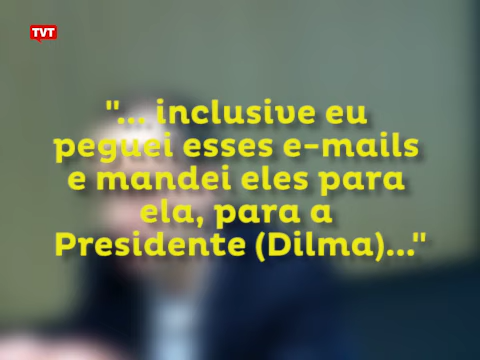 TVT
"... inclusive eu
peguei esses e-mails
e mandei eles para
ela, para a
Presidente (Dilma)..."